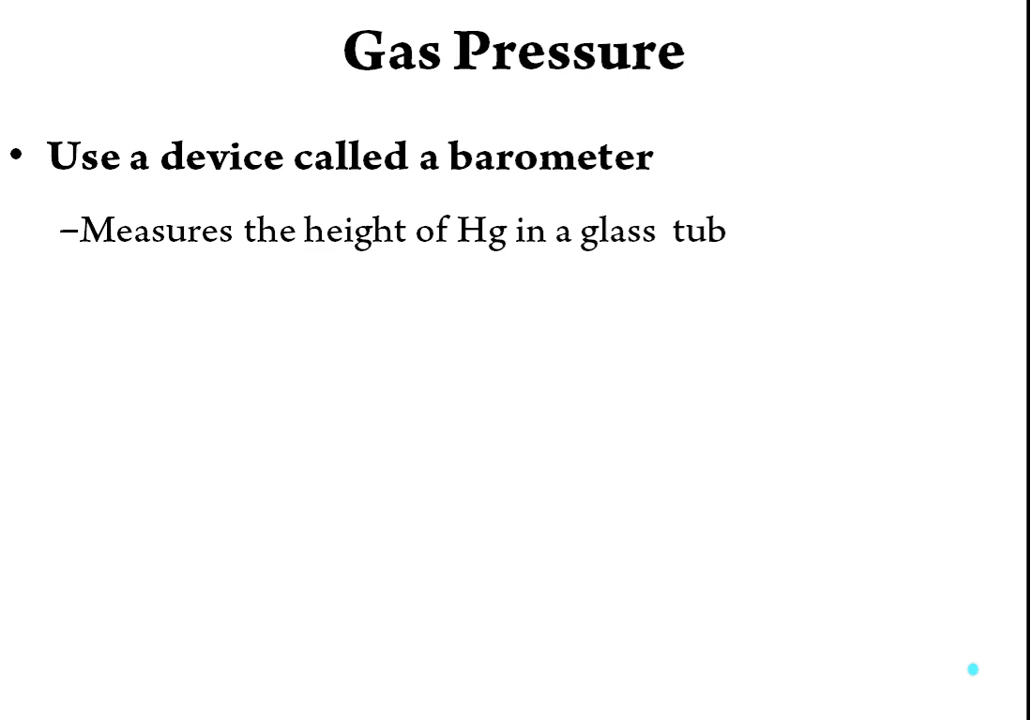 Gas Pressure
• Use a device called a barometer
–Measures the height of Hg in a glass tub